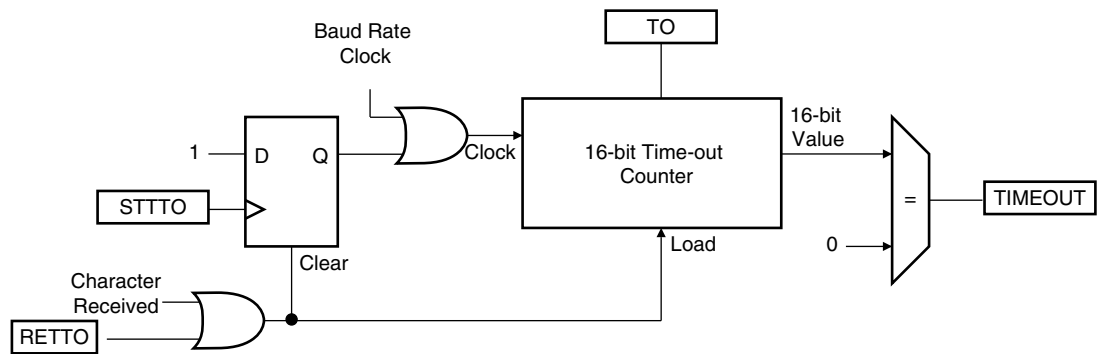 TO
Baud Rate
Clock
16-bit
Value
1
D
Q
Clock
16-bit Time-out
Counter
STTTO
=
TIMEOUT
0
Clear
Load
Character
Received
RETTO